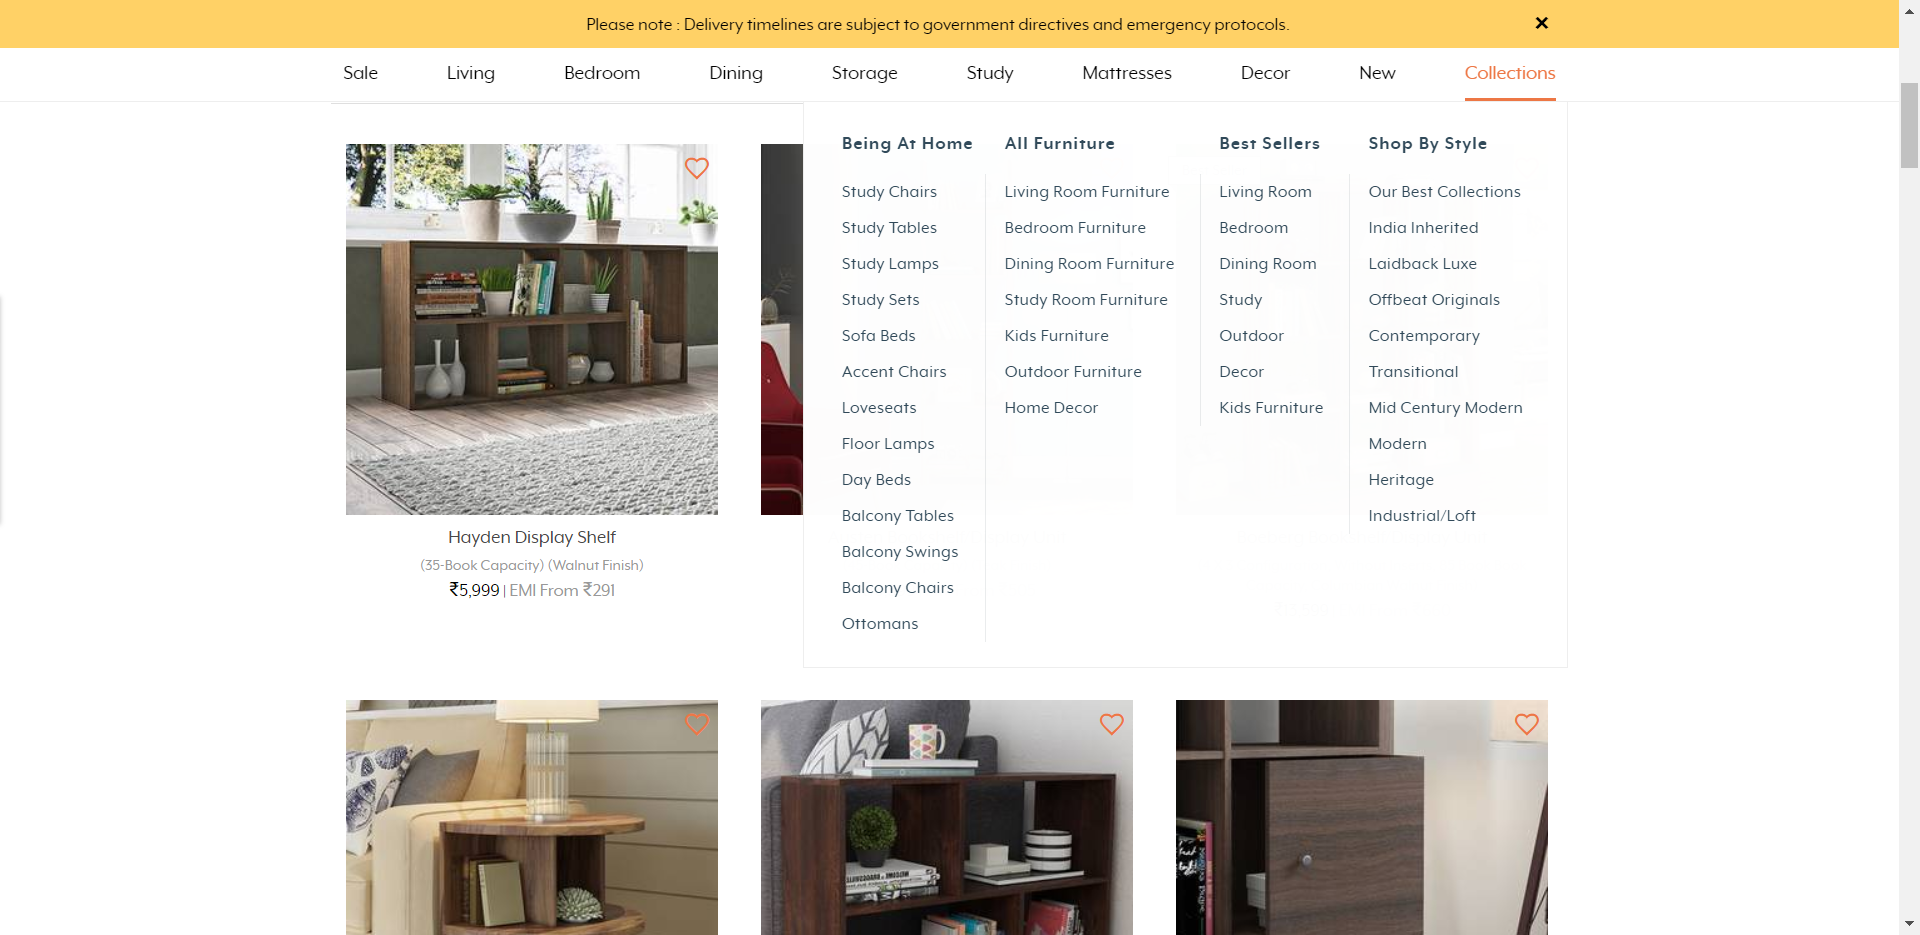 Please note : Delivery timelines are subject to government directives and emergency protocols.
Sale
Living
Bedroom
Dining
Storage
Study
Mattresses
Decor
New
Collections
Being At Home
Study Chairs
Study Tables
Study Lamps
Study Sets
Sofa Beds
Accent Chairs
Loveseats
Floor Lamps
Day Beds
Balcony Tables
Balcony Swings
Balcony Chairs
Ottomans
All Furniture
Living Room Furniture
Bedroom Furniture
Dining Room Furniture
Study Room Furniture
Kids Furniture
Outdoor Furniture
Home Decor
Best Sellers
Living Room
Bedroom
Dining Room
Study
Outdoor
Decor
Kids Furniture
Shop By Style
Our Best Collections
India Inherited
Laidback Luxe
Offbeat Originals
Contemporary
Transitional
Mid Century Modern
Modern
Heritage
Industrial/Loft
Hayden Display Shelf
(35-Book Capacity) (Walnut Finish)
₹5,999 | EMI From ₹291